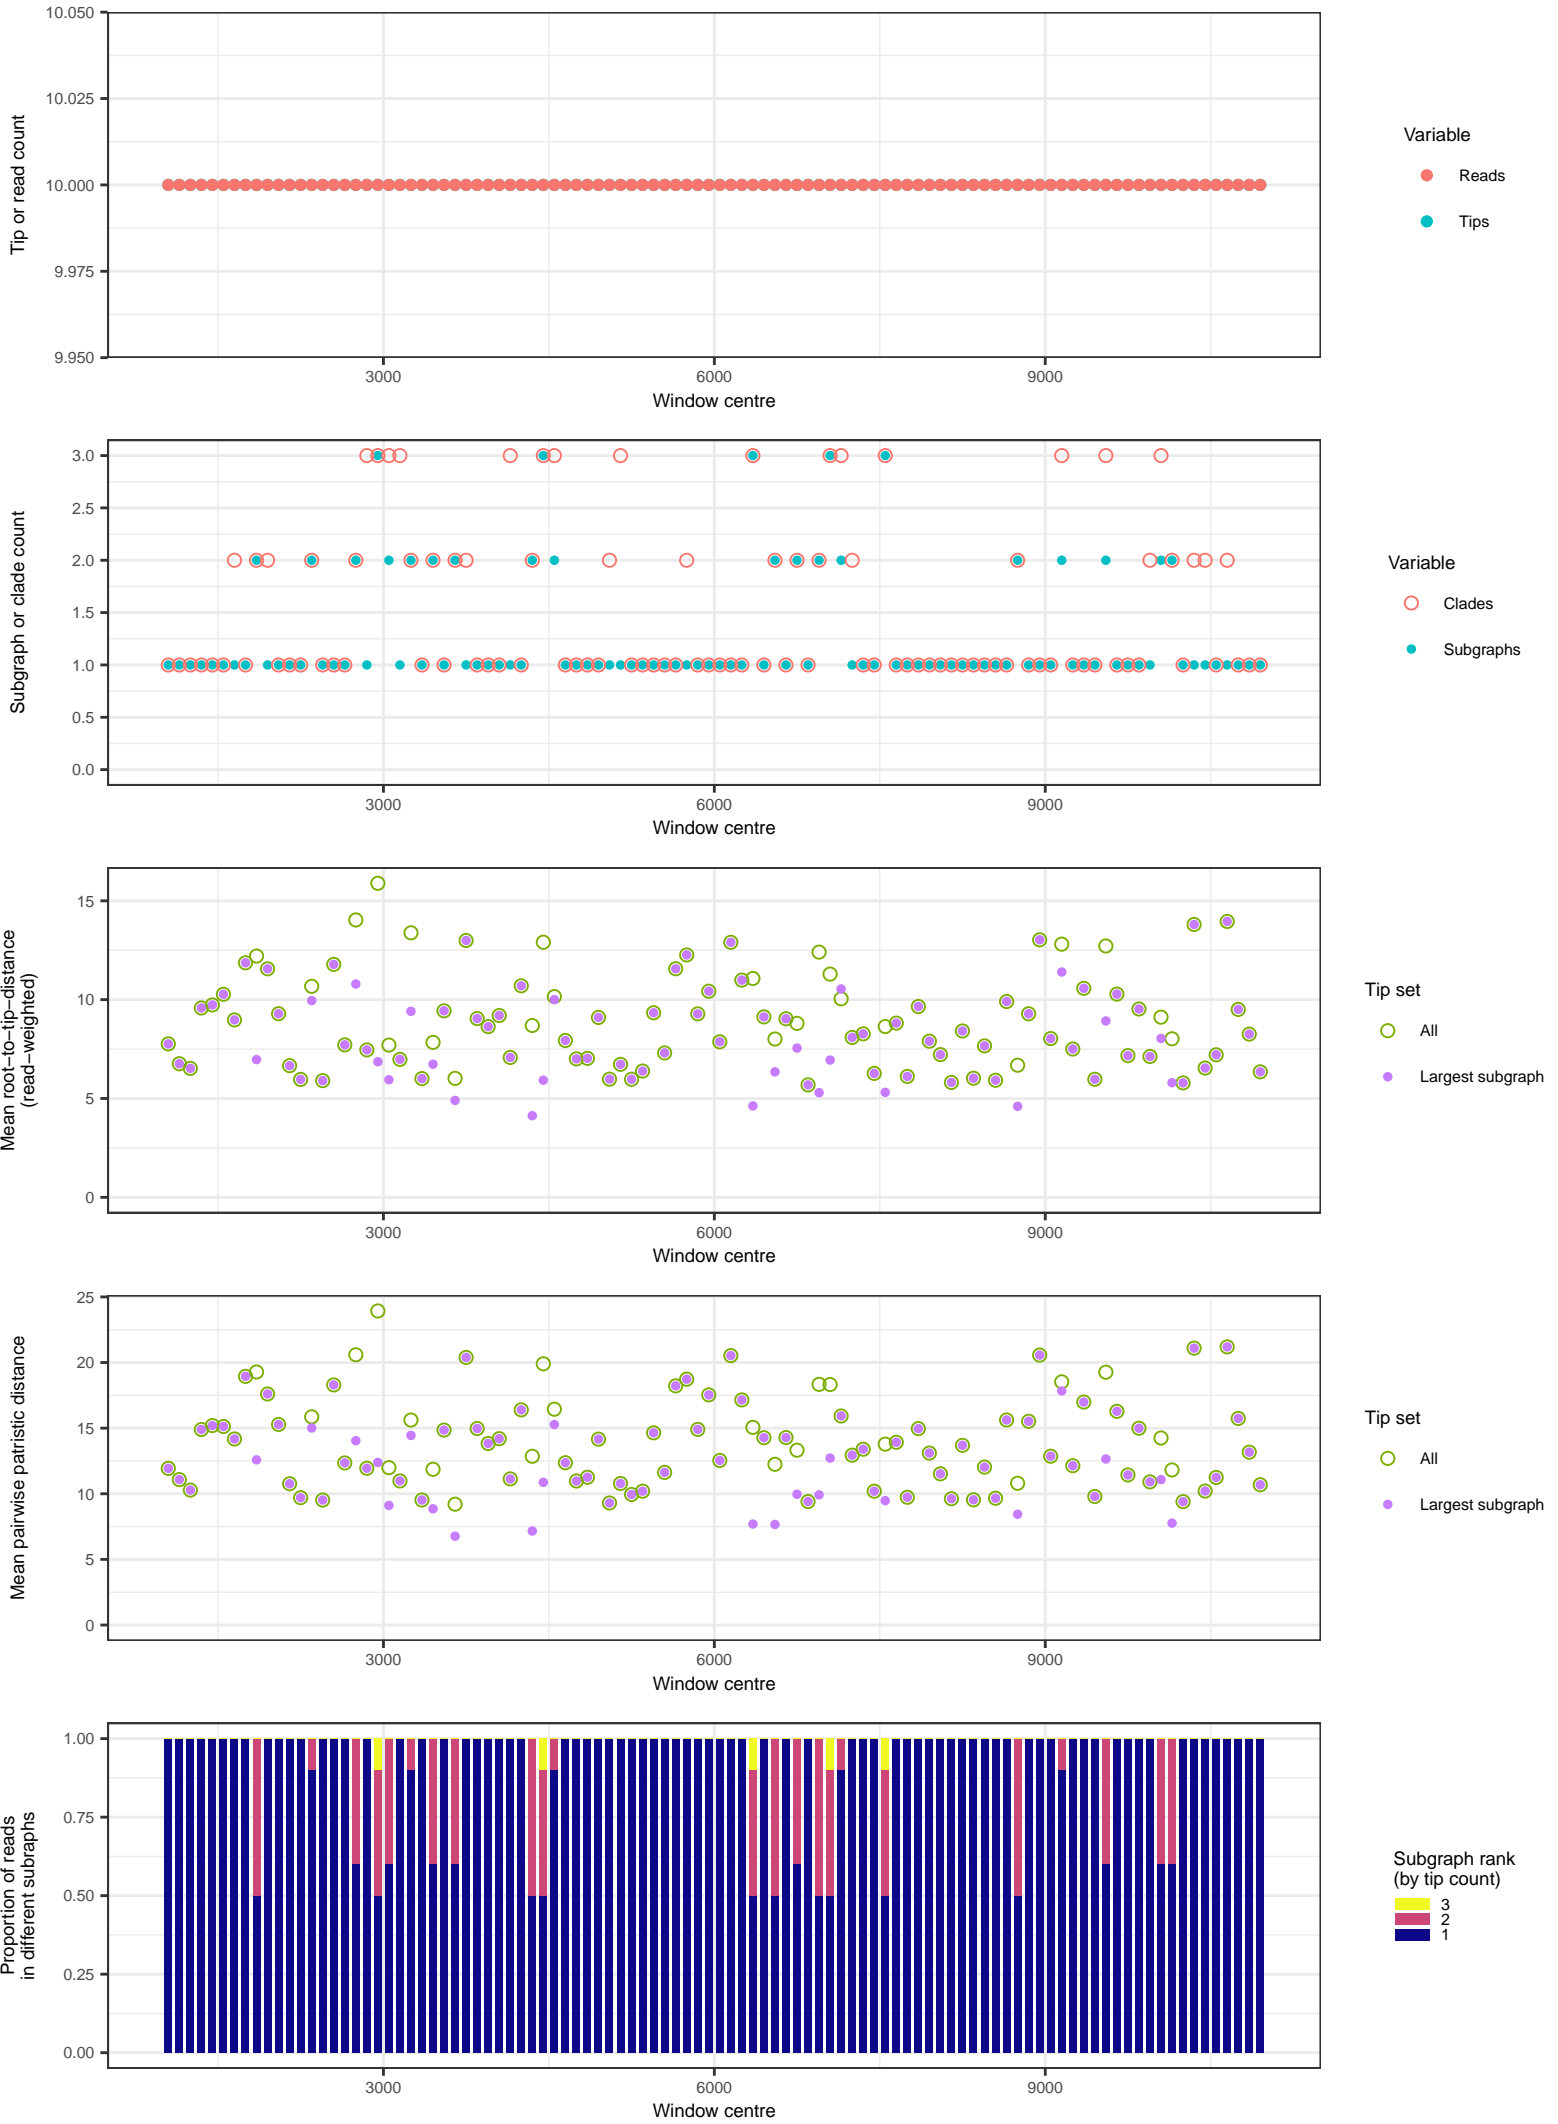 10.050
10.025
10.000
9.975
9.950
Tip or read count
3000 6000 9000
Window centre
Variable
Reads
Tips
3.0
2.5
2.0
1.5
1.0
0.5
0.0
Subgraph or clade count
3000 6000 9000
Window centre
Variable
Clades
Subgraphs
15
10
5
0
Mean root−to−tip−distance
(read−weighted)
3000 6000 9000
Window centre
Tip set
All
Largest subgraph
25
20
15
10
5
0
Mean pairwise patristic distance
3000 6000 9000
Window centre
Tip set
All
Largest subgraph
1.00
0.75
0.50
0.25
0.00
Proportion of reads
in different subraphs
3000 6000 9000
Window centre
Subgraph rank
(by tip count)
3
2
1